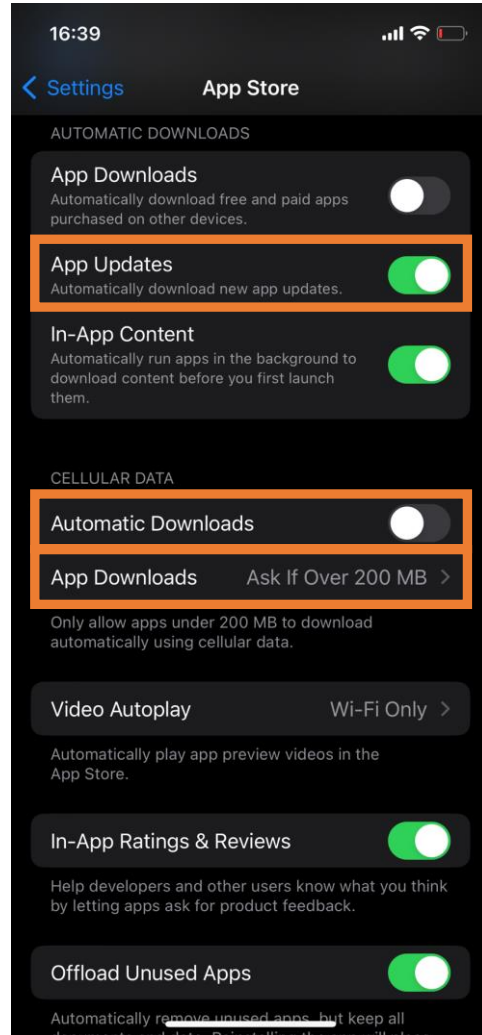 16:39
Settings App Store
AUTOMATIC DOWNLOADS
App Downloads
Automatically download free and paid apps
purchased on other devices.
App Updates
Automatically download new app updates.
In-App Content
Automatically run apps in the background to
download content before you first launch
them.
CELLULAR DATA
Automatic Downloads
App Downloads Ask If Over 200 MB
Only allow apps under 200 MB to download
automatically using cellular data.
Video Autoplay Wi-Fi Only
Automatically play app preview videos in the
App Store.
In-App Ratings & Reviews
Help developers and other users know what you think
by letting apps ask for product feedback.
Offload Unused Apps
Automatically remove unused apps, but keep all